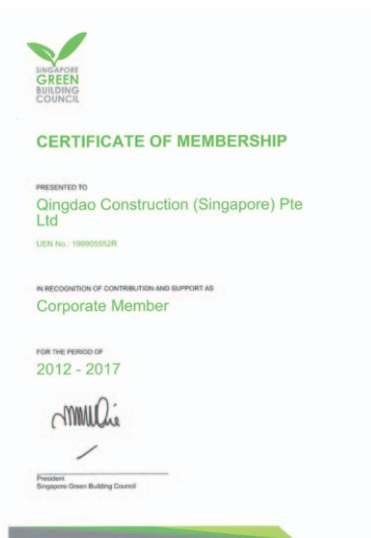 SINGAPORE
GREEN
BUILDING
COUNCIL
CERTIFICATE OF MEMBERSHIP
PRESENTED TO
Qingdao Construction (Singapore) Pte
Ltd
UEN No.: 199905552R
IN RECOGNITION OF CONTRIBUTION AND SUPPORT AS
Corporate Member
FOR THE PERIOD OF
2012 - 2017
President
Singapore Green Building Council